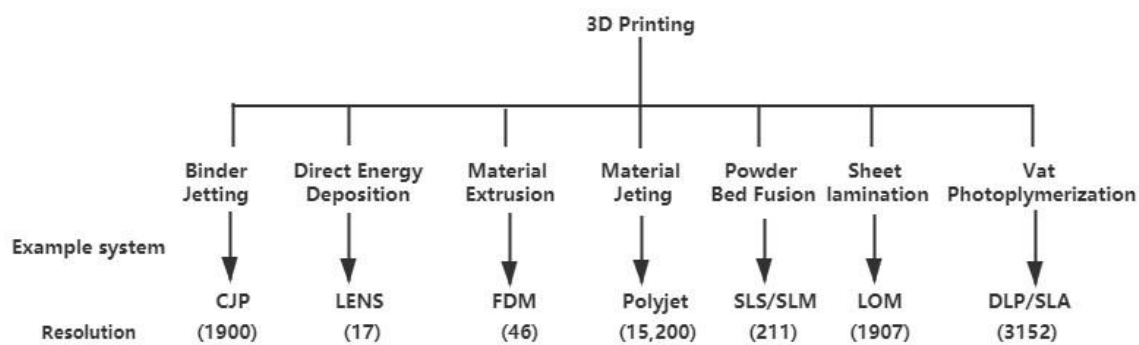 3D Printing
Binder
Jetting
Direct Energy
Deposition
Material
Extrusion
Material
Jeting
Powder
Bed Fusion
Sheet
lamination
Vat
Photoplymerization
Example system
CJP
LENS
FDM
Polyjet
SLS/SLM
LOM
DLP/SLA
Resolution
(1900)
(17)
(46)
(15,200)
(211)
(1907)
(3152)